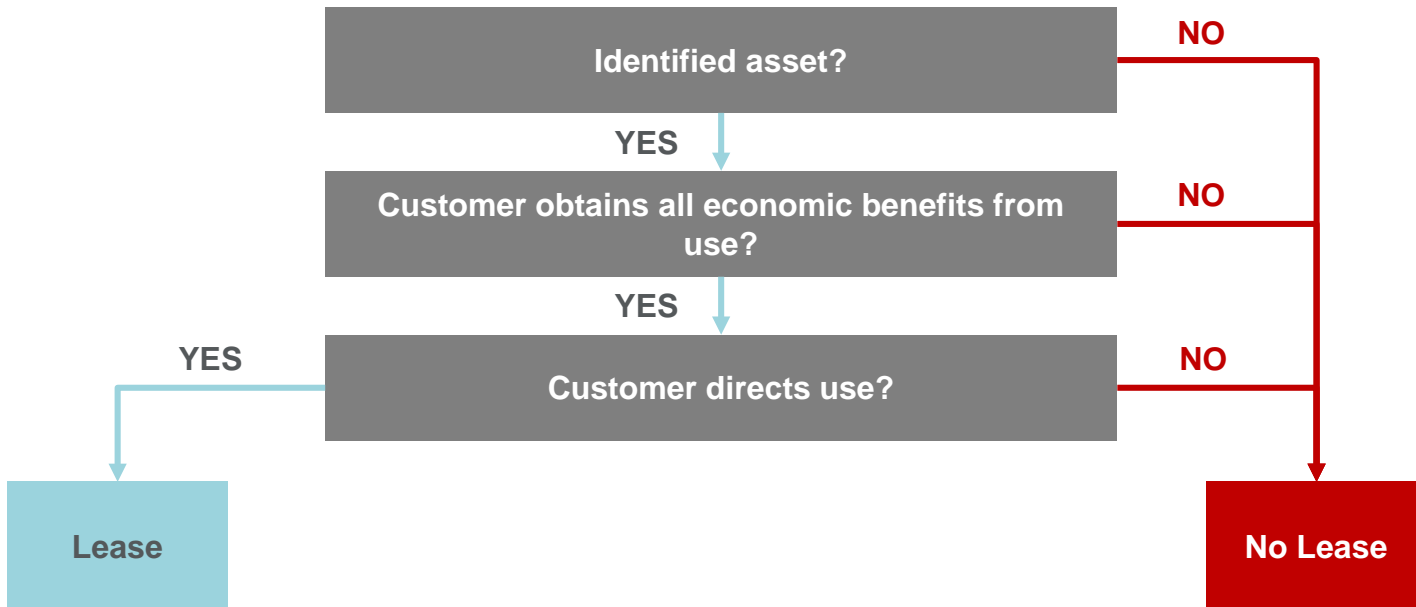 Identified asset?
NO
YES
Customer obtains all economic benefits from
use?
NO
YES
Customer directs use?
YES
NO
Lease
No Lease